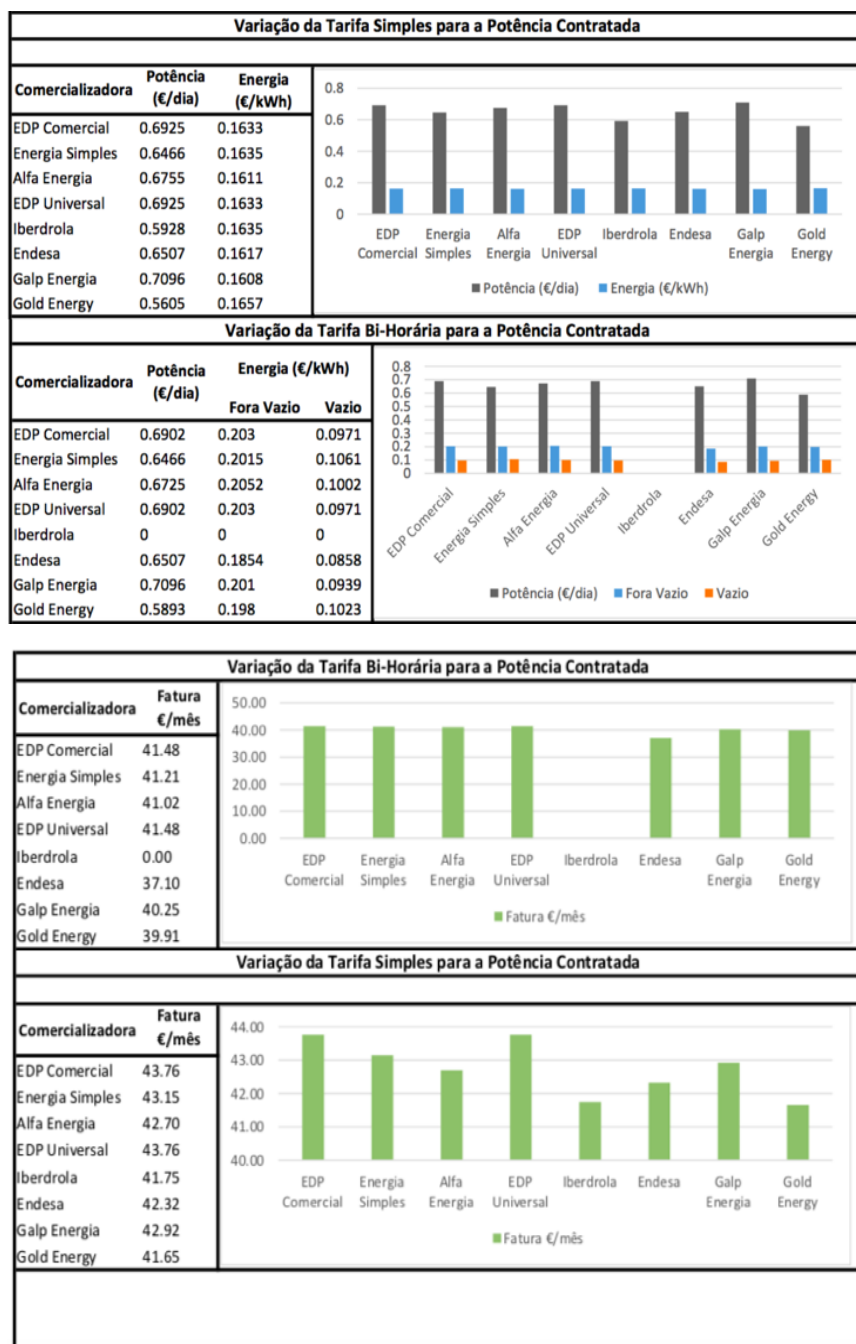 Variação da Tarifa Simples para a Potência Contratada
Comercializadora Potência (€/dia) Energia (€/kWh)
EDP Comercial 0.6925 0.1633
Energia Simples 0.6466 0.1635
Alfa Energia 0.6755 0.1611
EDP Universal 0.6925 0.1633
Iberdrola 0.5928 0.1635
Endesa 0.6507 0.1617
Galp Energia 0.7096 0.1608
Gold Energy 0.5605 0.1657
0.8
0.6
0.4
0.2
0
EDP Comercial Energia Simples Alfa Energia EDP Universal Iberdrola Endesa Galp Energia Gold Energy
Potência (€/dia) Energia (€/kWh)
Variação da Tarifa Bi-Horária para a Potência Contratada
Comercializadora Potência (€/dia) Energia (€/kWh)
Fora Vazio Vazio
EDP Comercial 0.6902 0.203 0.0971
Energia Simples 0.6466 0.2015 0.1061
Alfa Energia 0.6725 0.2052 0.1002
EDP Universal 0.6902 0.203 0.0971
Iberdrola 0 0 0
Endesa 0.6507 0.1854 0.0858
Galp Energia 0.7096 0.201 0.0939
Gold Energy 0.5893 0.198 0.1023
0.8
0.7
0.6
0.5
0.4
0.3
0.2
0.1
0
EDP Comercial Energia Simples Alfa Energia EDP Universal Iberdrola Endesa Galp Energia Gold Energy
Potência (€/dia) Fora Vazio Vazio
Variação da Tarifa Bi-Horária para a Potência Contratada
Comercializadora Fatura €/mês
EDP Comercial 41.48
Energia Simples 41.21
Alfa Energia 41.02
EDP Universal 41.48
Iberdrola 0.00
Endesa 37.10
Galp Energia 40.25
Gold Energy 39.91
50.00
40.00
30.00
20.00
10.00
0.00
EDP Comercial Energia Simples Alfa Energia EDP Universal Iberdrola Endesa Galp Energia Gold Energy
Fatura €/mês
Variação da Tarifa Simples para a Potência Contratada
Comercializadora Fatura €/mês
EDP Comercial 43.76
Energia Simples 43.15
Alfa Energia 42.70
EDP Universal 43.76
Iberdrola 41.75
Endesa 42.32
Galp Energia 42.92
Gold Energy 41.65
44.00
43.00
42.00
41.00
40.00
EDP Comercial Energia Simples Alfa Energia EDP Universal Iberdrola Endesa Galp Energia Gold Energy
Fatura €/mês